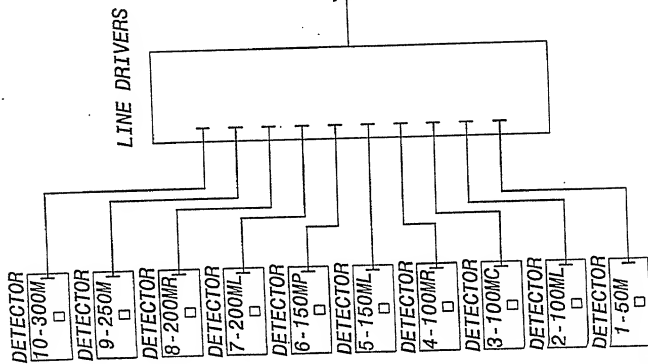 LINE DRIVERS
DETECTOR
10-300M
DETECTOR
9-250M
DETECTOR
8-200MR
DETECTOR
7-200ML
DETECTOR
6-150MP
DETECTOR
5-150ML
DETECTOR
4-100MR
DETECTOR
3-100MC
DETECTOR
2-100ML
DETECTOR
1-50M